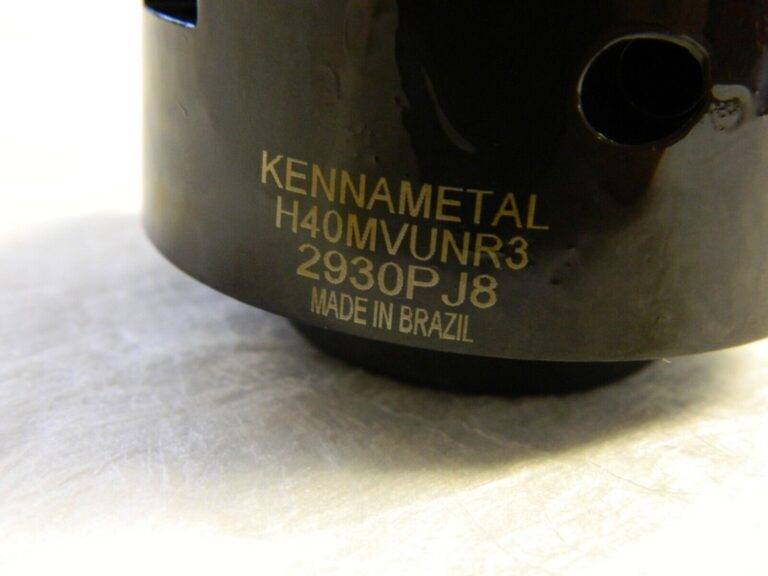 KENNAMETAL
H40MVUNR3
2930PJ8
MADE IN BRAZIL